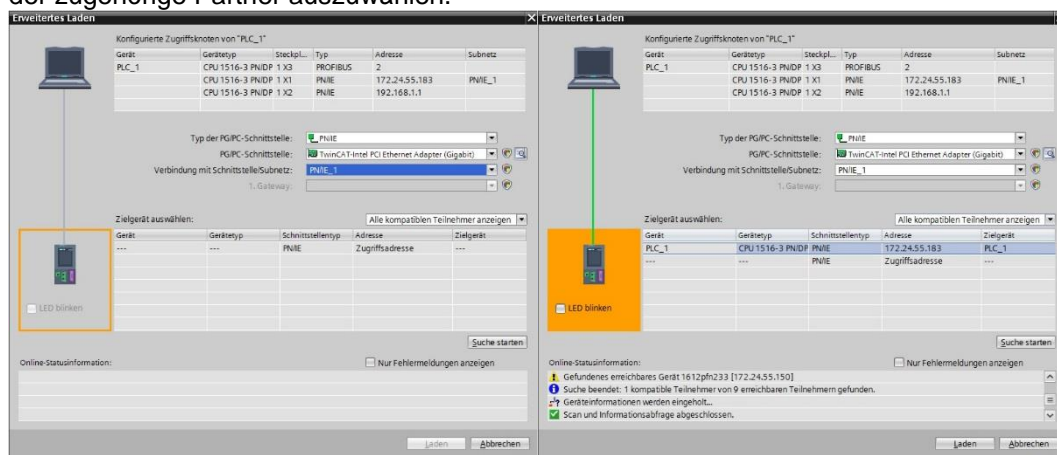 der zugehörige Partner auszuwählen.
Erweitertes Laden
Konfigurierte Zugriffsknoten von "PLC_1"
Gerät Gerätetyp Steckpl... Typ Adresse Subnetz
PLC_1 CPU 1516-3 PN/DP 1 X3 PROFIBUS 2
CPU 1516-3 PN/DP 1 X1 PN/IE 172.24.55.183 PN/IE_1
CPU 1516-3 PN/DP 1 X2 PN/IE 192.168.1.1
Typ der PG/PC-Schnittstelle: PN/IE
PG/PC-Schnittstelle: TwinCAT-Intel PCI Ethernet Adapter (Gigabit)
Verbindung mit Schnittstelle/Subnetz: PN/IE_1
1. Gateway:
Zielgerät auswählen: Alle kompatiblen Teilnehmer anzeigen
Gerät Gerätetyp Schnittstellentyp Adresse Zielgerät
--- --- PN/IE Zugriffsadresse ---
LED blinken
Suche starten
Online-Statusinformation: Nur Fehlermeldungen anzeigen
Laden Abbrechen
Erweitertes Laden
Konfigurierte Zugriffsknoten von "PLC_1"
Gerät Gerätetyp Steckpl... Typ Adresse Subnetz
PLC_1 CPU 1516-3 PN/DP 1 X3 PROFIBUS 2
CPU 1516-3 PN/DP 1 X1 PN/IE 172.24.55.183 PN/IE_1
CPU 1516-3 PN/DP 1 X2 PN/IE 192.168.1.1
Typ der PG/PC-Schnittstelle: PN/IE
PG/PC-Schnittstelle: TwinCAT-Intel PCI Ethernet Adapter (Gigabit)
Verbindung mit Schnittstelle/Subnetz: PN/IE_1
1. Gateway:
Zielgerät auswählen: Alle kompatiblen Teilnehmer anzeigen
Gerät Gerätetyp Schnittstellentyp Adresse Zielgerät
PLC_1 CPU 1516-3 PN/DP PN/IE 172.24.55.183 PLC_1
--- --- PN/IE Zugriffsadresse ---
LED blinken
Suche starten
Online-Statusinformation: Nur Fehlermeldungen anzeigen
Gefundenes erreichbares Gerät 1612pfn233 [172.24.55.150]
Suche beendet: 1 kompatible Teilnehmer von 9 erreichbaren Teilnehmern gefunden.
Geräteinformationen werden eingeholt...
Scan und Informationsabfrage abgeschlossen.
Laden Abbrechen